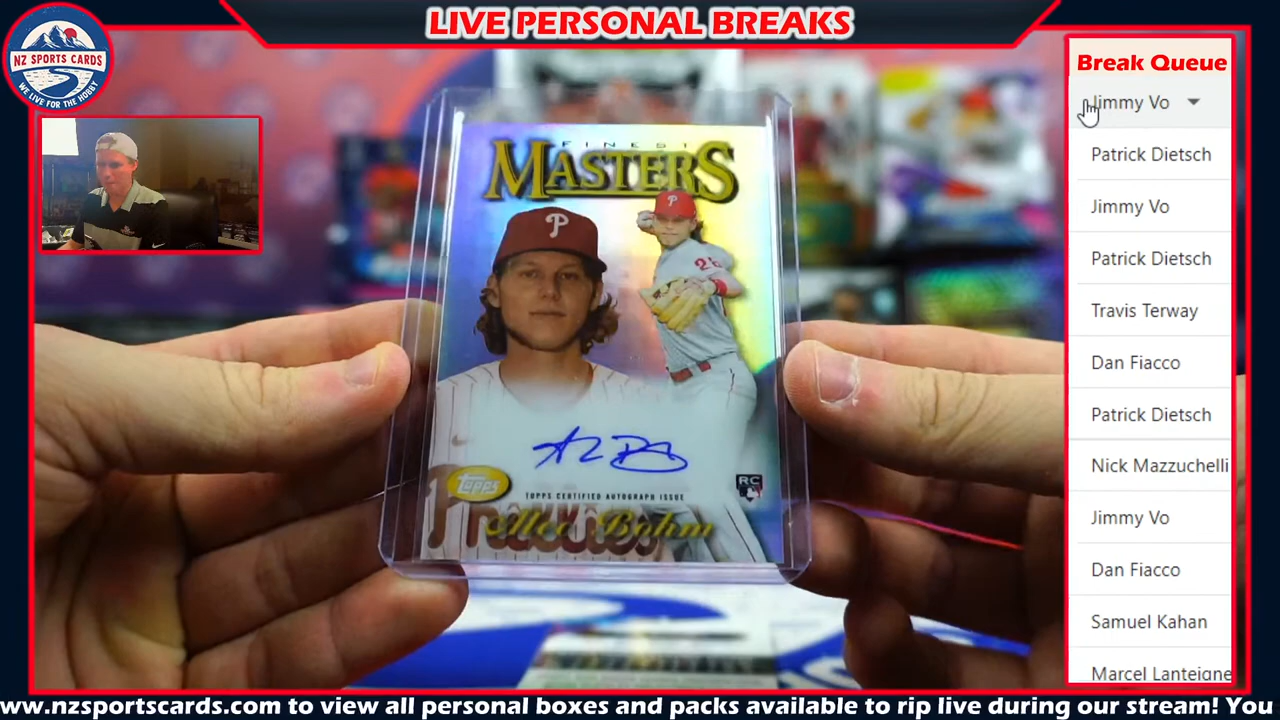 LIVE PERSONAL BREAKS
NZ SPORTS CARDS
WE LIVE FOR THE HOBBY
Break Queue
Jimmy Vo
Patrick Dietsch
Jimmy Vo
Patrick Dietsch
Travis Terway
Dan Fiacco
Patrick Dietsch
Nick Mazzuchelli
Jimmy Vo
Dan Fiacco
Samuel Kahan
Marcel Lanteigne
FINEST
MASTERS
P
P
Topps
TOPPS CERTIFIED AUTOGRAPH ISSUE
RC
Phillies
Alec Bohm
www.nzsportscards.com to view all personal boxes and packs available to rip live during our stream! You